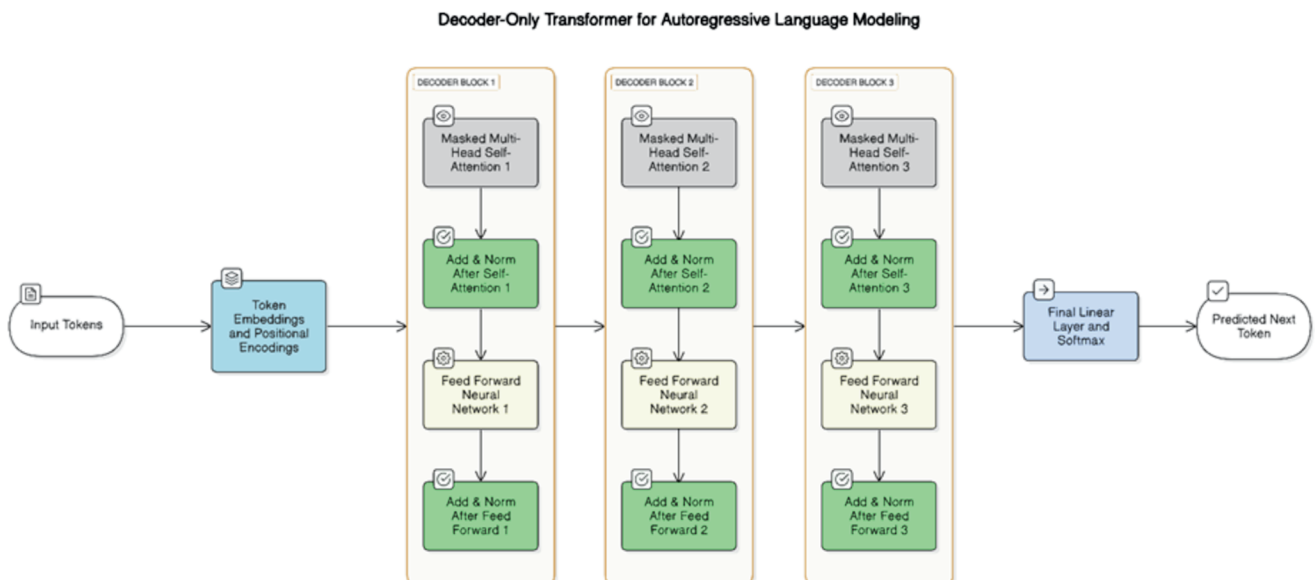 Decoder-Only Transformer for Autoregressive Language Modeling
Input Tokens
Token
Embeddings
and Positional
Encodings
DECODER BLOCK 1
Masked Multi-
Head Self-
Attention 1
Add & Norm
After Self-
Attention 1
Feed Forward
Neural
Network 1
Add & Norm
After Feed
Forward 1
DECODER BLOCK 2
Masked Multi-
Head Self-
Attention 2
Add & Norm
After Self-
Attention 2
Feed Forward
Neural
Network 2
Add & Norm
After Feed
Forward 2
DECODER BLOCK 3
Masked Multi-
Head Self-
Attention 3
Add & Norm
After Self-
Attention 3
Feed Forward
Neural
Network 3
Add & Norm
After Feed
Forward 3
Final Linear
Layer and
Softmax
Predicted Next
Token